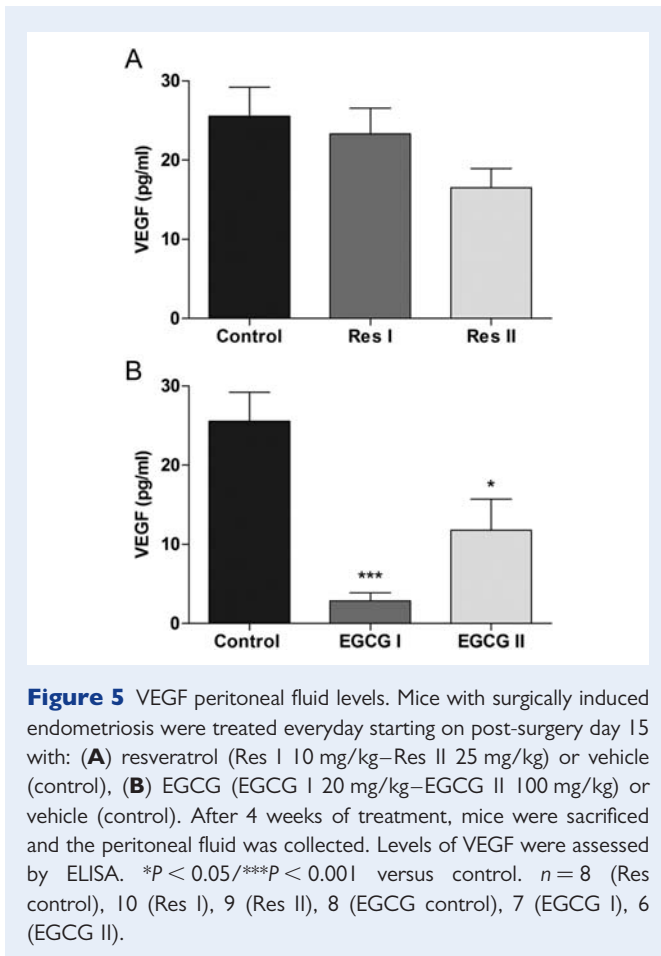 A
30
20
10
0
VEGF (pg/ml)
Control Res I Res II
B
30
20
10
0
VEGF (pg/ml)
***
*
Control EGCG I EGCG II
Figure 5 VEGF peritoneal fluid levels. Mice with surgically induced
endometriosis were treated everyday starting on post-surgery day 15
with: (A) resveratrol (Res I 10 mg/kg–Res II 25 mg/kg) or vehicle
(control), (B) EGCG (EGCG I 20 mg/kg–EGCG II 100 mg/kg) or
vehicle (control). After 4 weeks of treatment, mice were sacrificed
and the peritoneal fluid was collected. Levels of VEGF were assessed
by ELISA. *P < 0.05/***P < 0.001 versus control. n = 8 (Res
control), 10 (Res I), 9 (Res II), 8 (EGCG control), 7 (EGCG I), 6
(EGCG II).